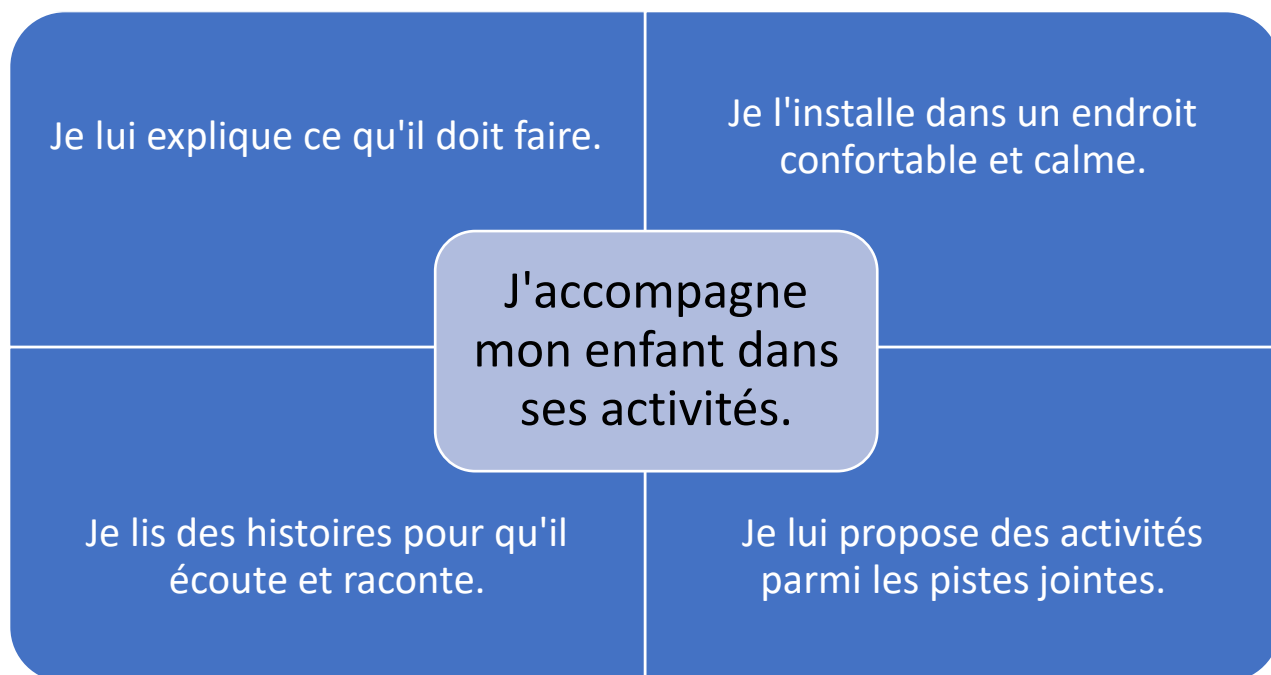 Je lui explique ce qu'il doit faire.
Je l'installe dans un endroit
confortable et calme.
J'accompagne
mon enfant dans
ses activités.
Je lis des histoires pour qu'il
écoute et raconte.
Je lui propose des activités
parmi les pistes jointes.